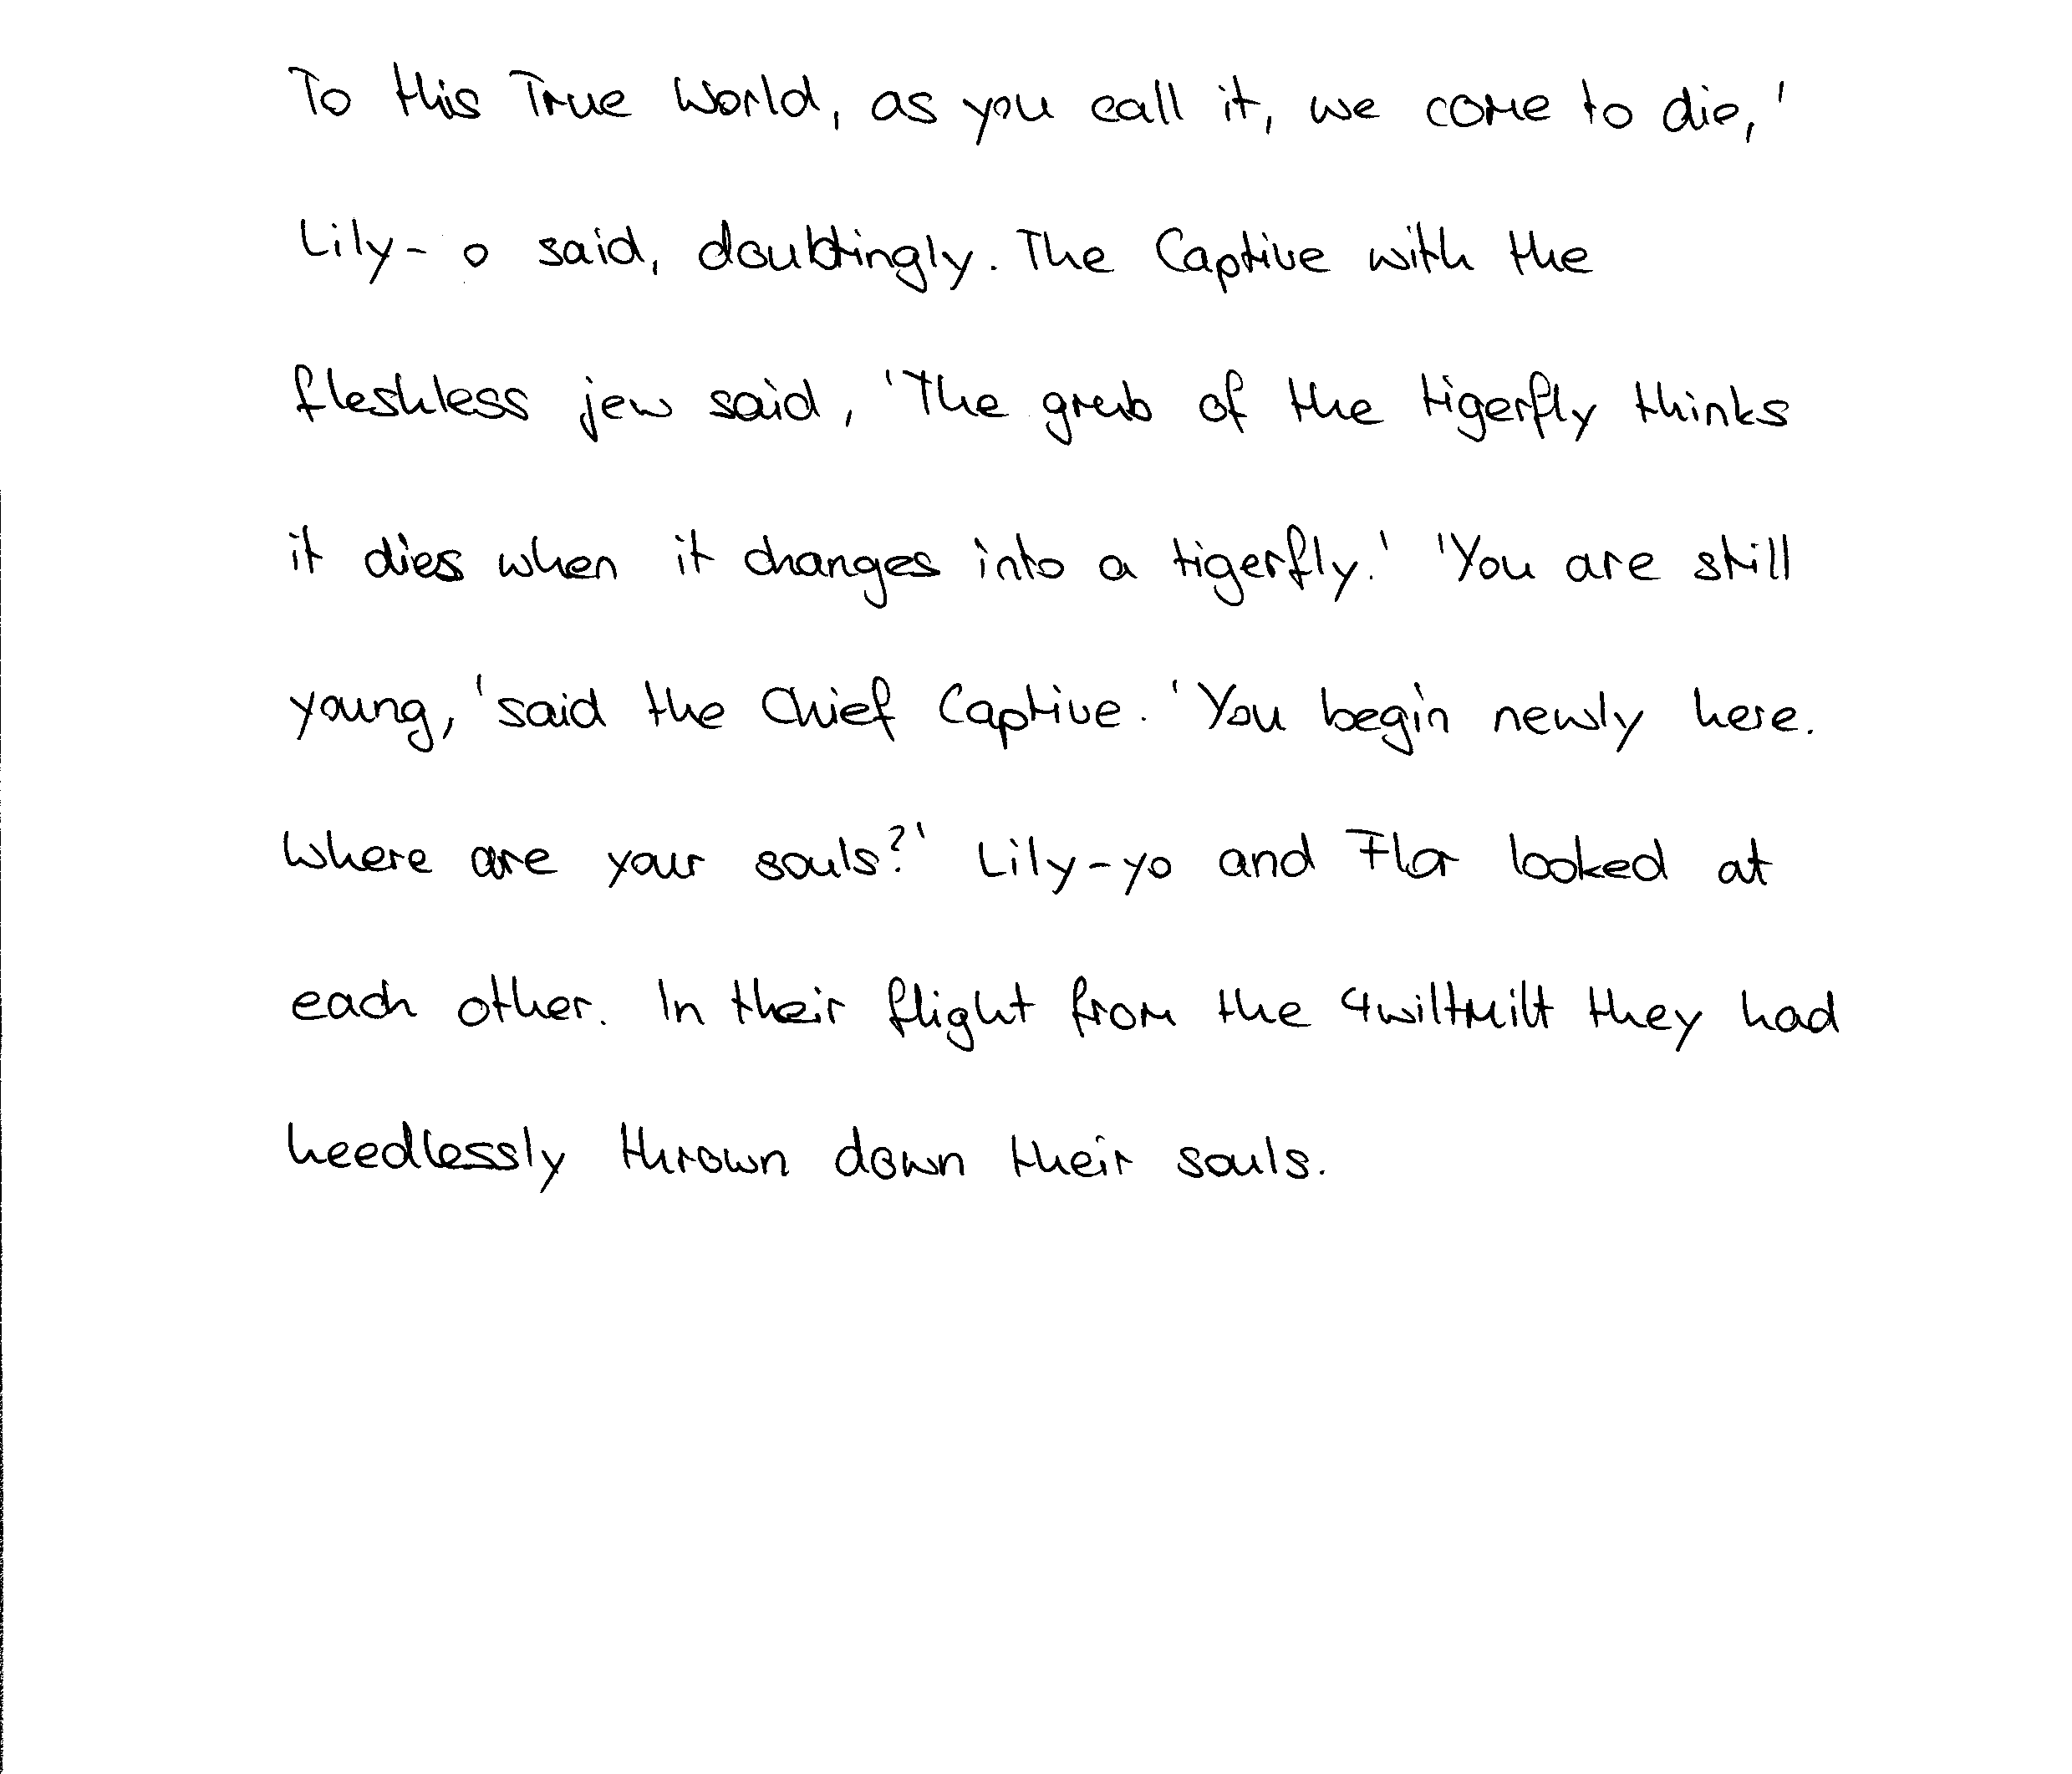 To this True World, as you call it, we come to die,'
Lily- o said, doubtingly. The Captive with the
fleshless jew said, 'The grub of the tigerfly thinks
it dies when it changes into a tigerfly.' 'You are still
young,' said the Chief Captive. 'You begin newly here.
Where are your souls?' Lily-yo and Flor looked at
each other. In their flight from the 4wiltmilt they had
heedlessly thrown down their souls.